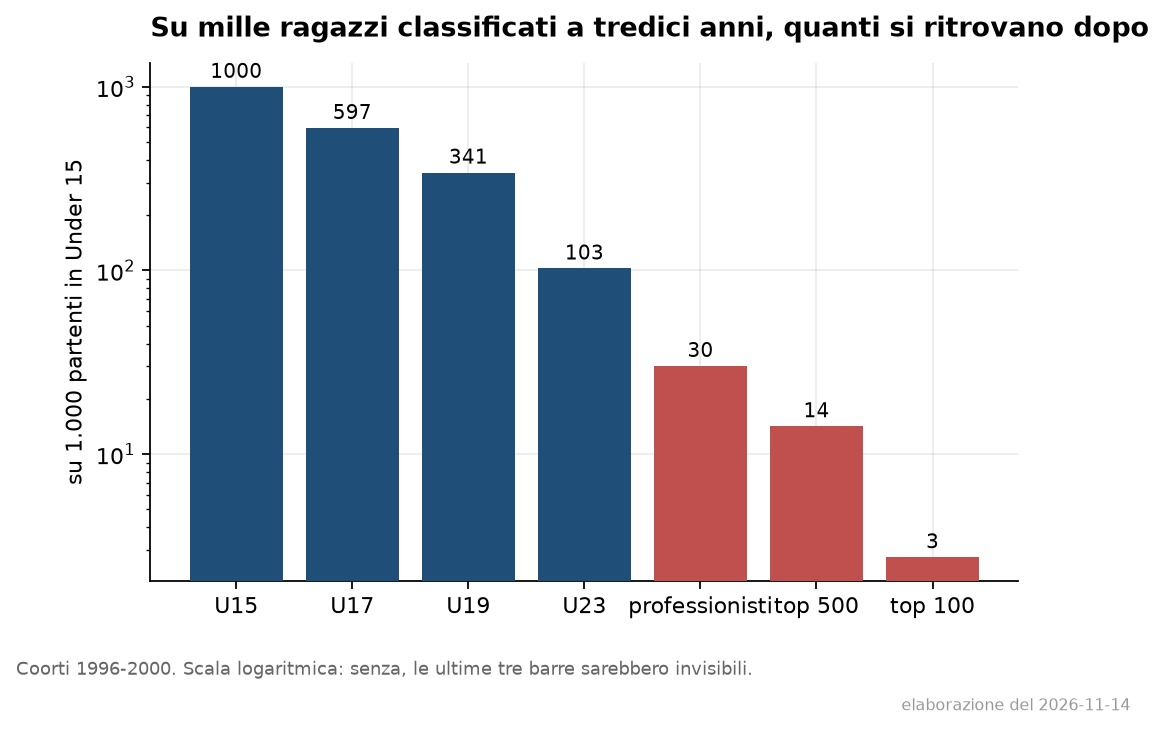 Su mille ragazzi classificati a tredici anni, quanti si ritrovano dopo
su 1.000 partenti in Under 15
10³
10²
10¹
1000
597
341
103
30
14
3
U15 U17 U19 U23 professionisti top 500 top 100
Coorti 1996-2000. Scala logaritmica: senza, le ultime tre barre sarebbero invisibili.
elaborazione del 2026-11-14